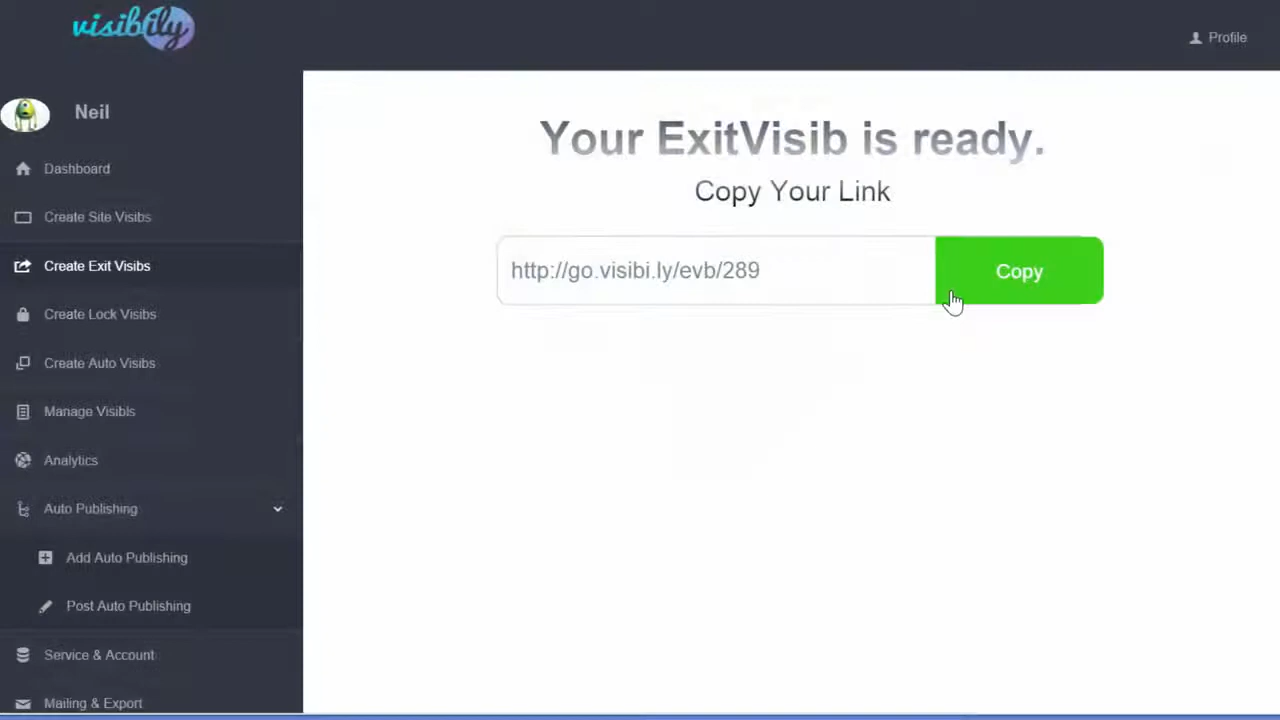 visibily
Profile
Neil
Dashboard
Create Site Visibs
Create Exit Visibs
Create Lock Visibs
Create Auto Visibs
Manage Visibls
Analytics
Auto Publishing
Add Auto Publishing
Post Auto Publishing
Service & Account
Mailing & Export
Your ExitVisib is ready.
Copy Your Link
http://go.visibi.ly/evb/289
Copy